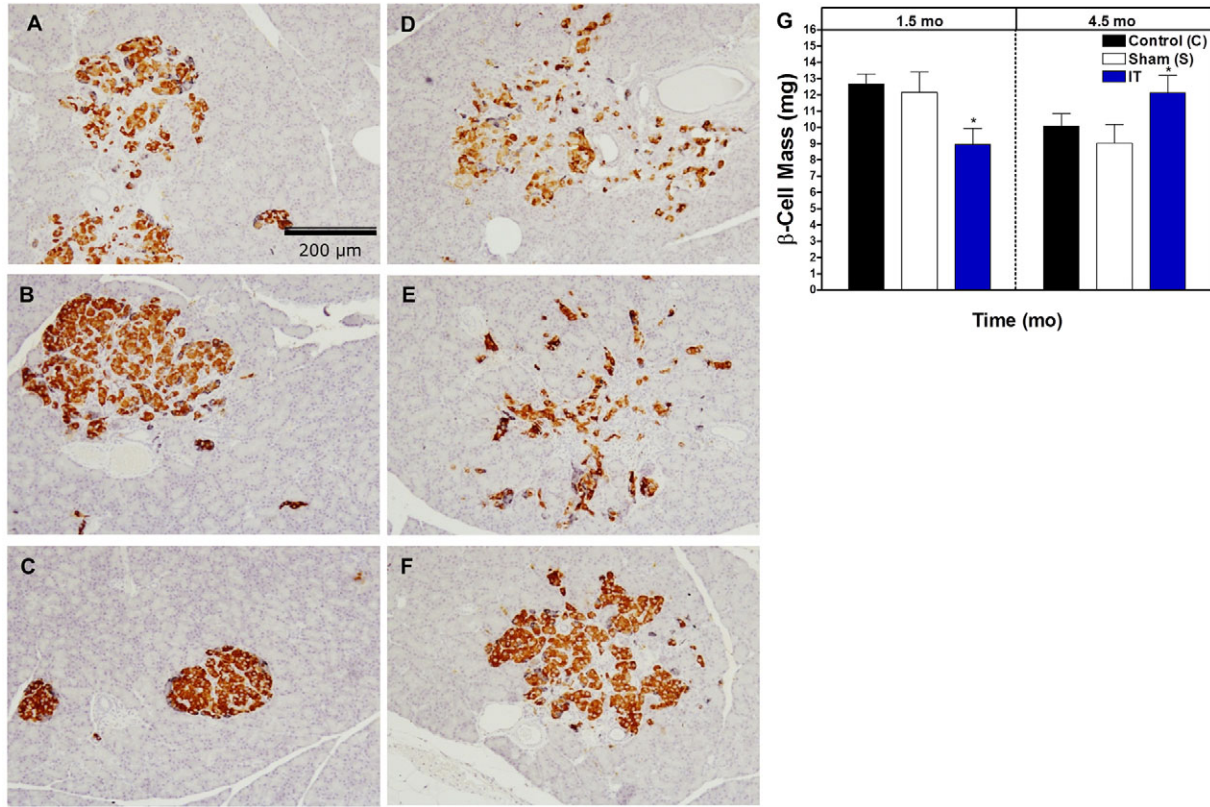 A
200 µm
B
C
D
E
F
G
1.5 mo
4.5 mo
Control (C)
Sham (S)
IT
β-Cell Mass (mg)
16
15
14
13
12
11
10
9
8
7
6
5
4
3
2
1
0
*
*
Time (mo)